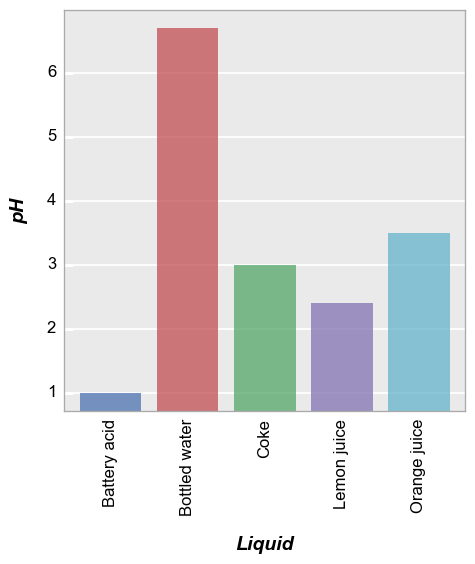 6
5
4
3
2
1
pH
Battery acid
Bottled water
Coke
Lemon juice
Orange juice
Liquid